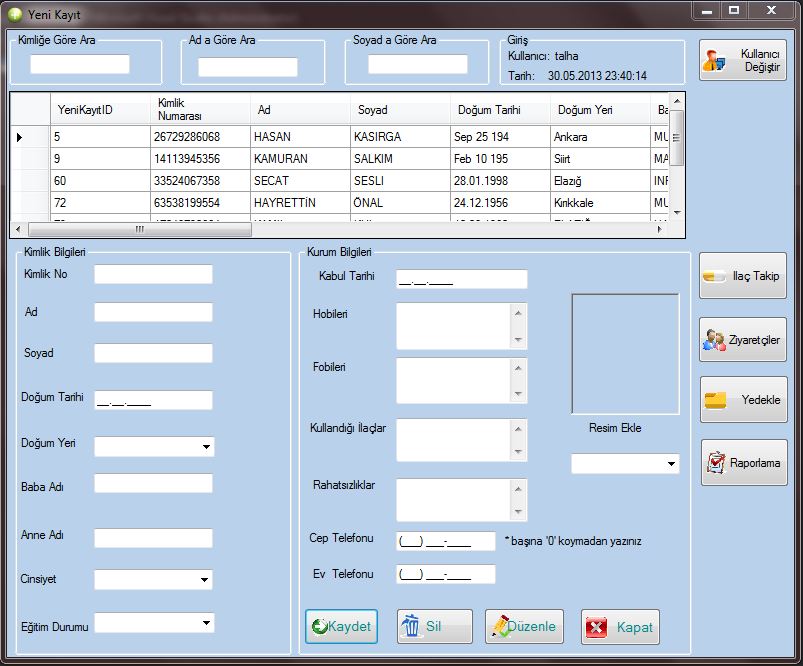 Yeni Kayıt
Kimliğe Göre Ara
Ad a Göre Ara
Soyad a Göre Ara
Giriş
Kullanıcı: talha
Tarih: 30.05.2013 23:40:14
Kullanıcı
Değiştir
YeniKayıtID Kimlik Numarası Ad Soyad Doğum Tarihi Doğum Yeri Ba
5 26729286068 HASAN KASIRGA Sep 25 194 Ankara MU
9 14113945356 KAMURAN SALKIM Feb 10 195 Siirt MA
60 33524067358 SECAT SESLI 28.01.1998 Elazığ INF
72 63538199554 HAYRETTİN ÖNAL 24.12.1956 Kırıkkale MU
Kimlik Bilgileri
Kimlik No
Ad
Soyad
Doğum Tarihi __.__.____
Doğum Yeri
Baba Adı
Anne Adı
Cinsiyet
Eğitim Durumu
Kurum Bilgileri
Kabul Tarihi __.__.____
Hobileri
Fobileri
Kullandığı İlaçlar
Rahatsızlıklar
Cep Telefonu (___) ___-____ * başına '0' koymadan yazınız
Ev Telefonu (___) ___-____
Resim Ekle
Kaydet
Sil
Düzenle
Kapat
İlaç Takip
Ziyaretçiler
Yedekle
Raporlama